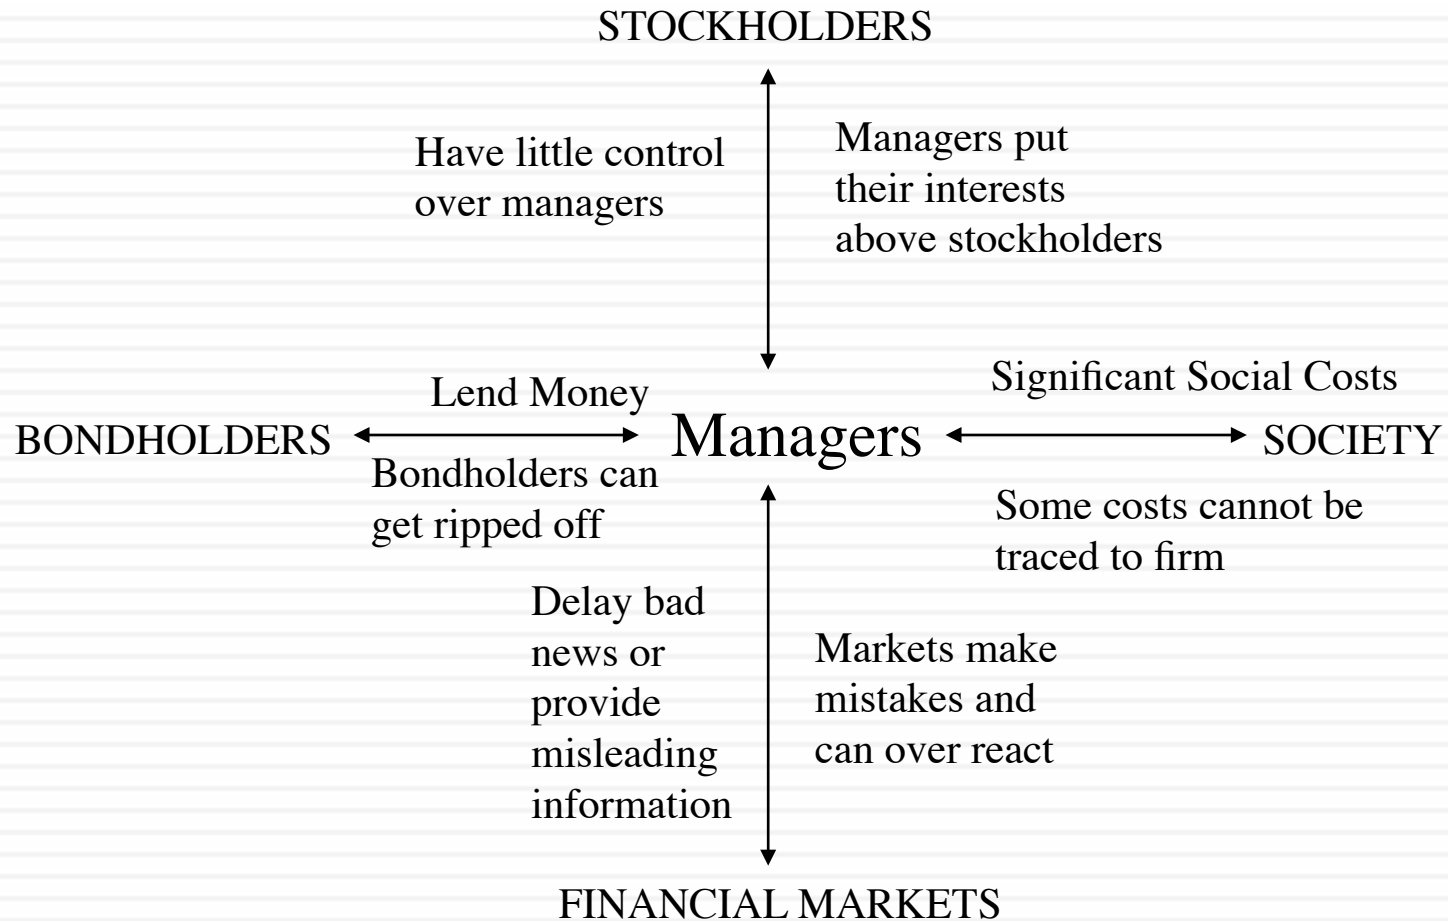 STOCKHOLDERS
Have little control
over managers
Managers put
their interests
above stockholders
Lend Money
Significant Social Costs
BONDHOLDERS
Managers
SOCIETY
Bondholders can
get ripped off
Some costs cannot be
traced to firm
Delay bad
news or
provide
misleading
information
Markets make
mistakes and
can over react
FINANCIAL MARKETS